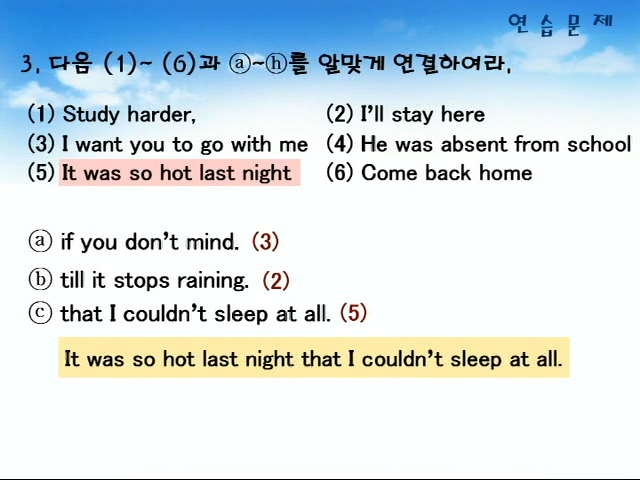 연습문제
3. 다음 (1)~ (6)과 ⓐ~ⓗ를 알맞게 연결하여라.
(1) Study harder, (2) I'll stay here
(3) I want you to go with me (4) He was absent from school
(5) It was so hot last night (6) Come back home
ⓐ if you don't mind. (3)
ⓑ till it stops raining. (2)
ⓒ that I couldn't sleep at all. (5)
It was so hot last night that I couldn't sleep at all.